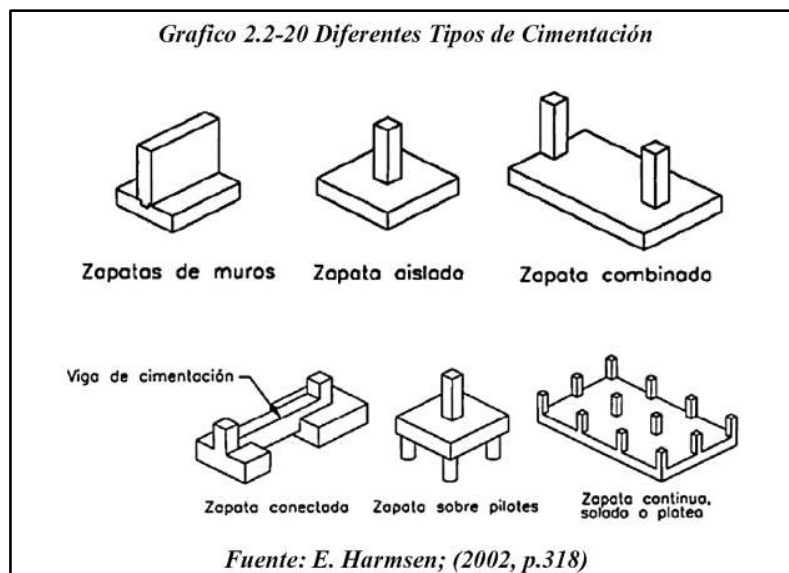 Grafico 2.2-20 Diferentes Tipos de Cimentación
Zapatas de muros
Zapata aislada
Zapata combinada
Viga de cimentación
Zapata conectada
Zapata sobre pilotes
Zapata continua,
solado o platea
Fuente: E. Harmsen; (2002, p.318)